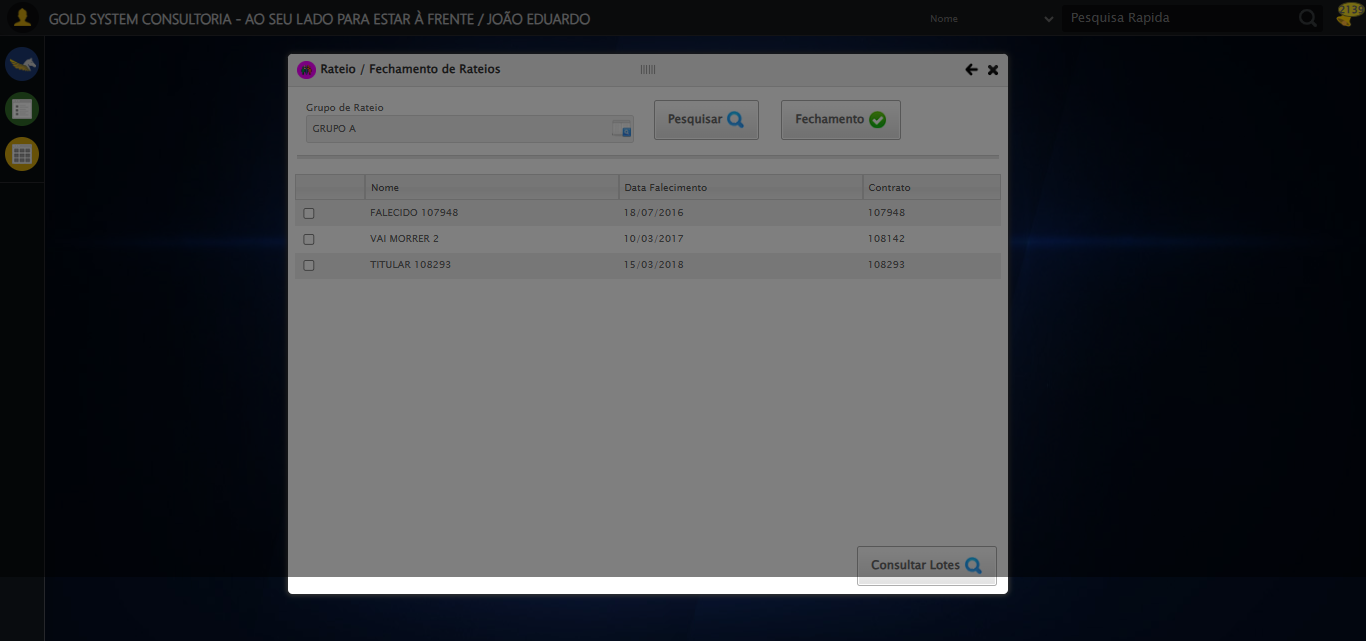 GOLD SYSTEM CONSULTORIA - AO SEU LADO PARA ESTAR À FRENTE / JOÃO EDUARDO
Nome
Pesquisa Rapida
2139
Rateio / Fechamento de Rateios
Grupo de Rateio
GRUPO A
Pesquisar
Fechamento
Nome Data Falecimento Contrato
FALECIDO 107948 18/07/2016 107948
VAI MORRER 2 10/03/2017 108142
TITULAR 108293 15/03/2018 108293
Consultar Lotes